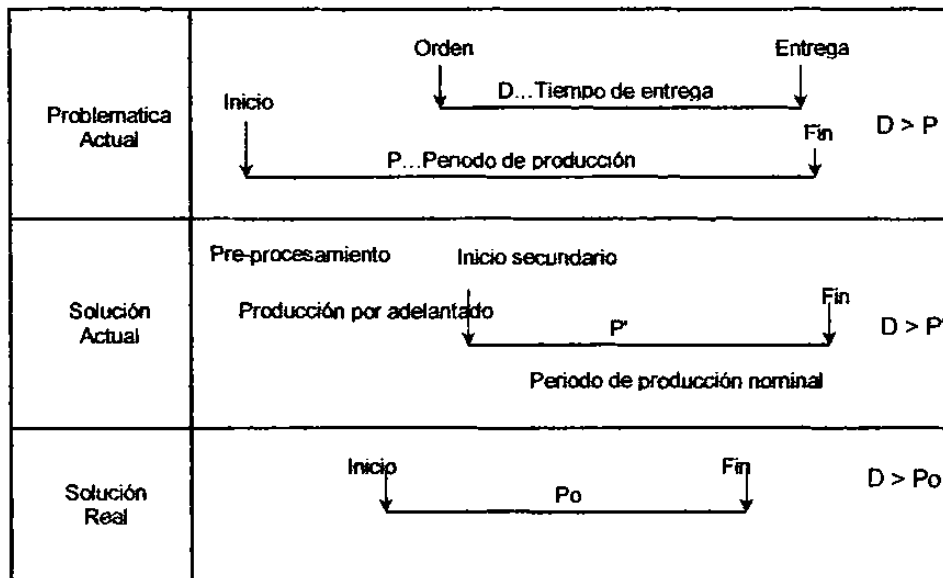 Problematica
Actual
Orden
Entrega
D...Tiempo de entrega
Inicio
D > P
Fin
P...Periodo de producción
Solución
Actual
Pre-procesamiento
Inicio secundario
Producción por adelantado
Fin
P'
D > P'
Periodo de producción nominal
Solución
Real
Inicio
Fin
Po
D > Po